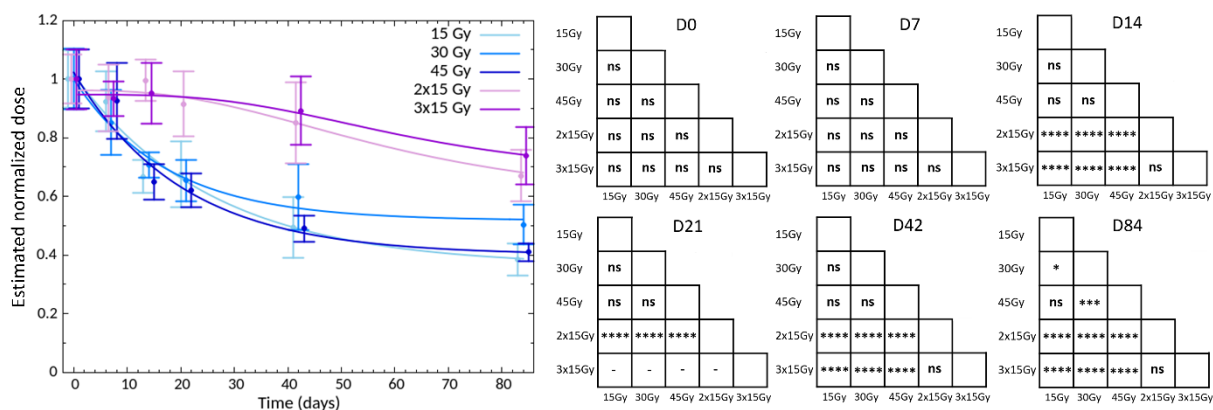 Estimated normalized dose
1.2
1
0.8
0.6
0.4
0.2
0
0 10 20 30 40 50 60 70 80
Time (days)
15 Gy
30 Gy
45 Gy
2x15 Gy
3x15 Gy
D0
15Gy
30Gy ns
45Gy ns ns
2x15Gy ns ns ns
3x15Gy ns ns ns ns
15Gy 30Gy 45Gy 2x15Gy 3x15Gy
D7
15Gy
30Gy ns
45Gy ns ns
2x15Gy ns ns ns
3x15Gy ns ns ns ns
15Gy 30Gy 45Gy 2x15Gy 3x15Gy
D14
15Gy
30Gy ns
45Gy ns ns
2x15Gy **** **** ****
3x15Gy **** **** **** ns
15Gy 30Gy 45Gy 2x15Gy 3x15Gy
D21
15Gy
30Gy ns
45Gy ns ns
2x15Gy **** **** ****
3x15Gy - - - -
15Gy 30Gy 45Gy 2x15Gy 3x15Gy
D42
15Gy
30Gy ns
45Gy ns ns
2x15Gy **** **** ****
3x15Gy **** **** **** ns
15Gy 30Gy 45Gy 2x15Gy 3x15Gy
D84
15Gy
30Gy *
45Gy ns ***
2x15Gy **** **** ****
3x15Gy **** **** **** ns
15Gy 30Gy 45Gy 2x15Gy 3x15Gy